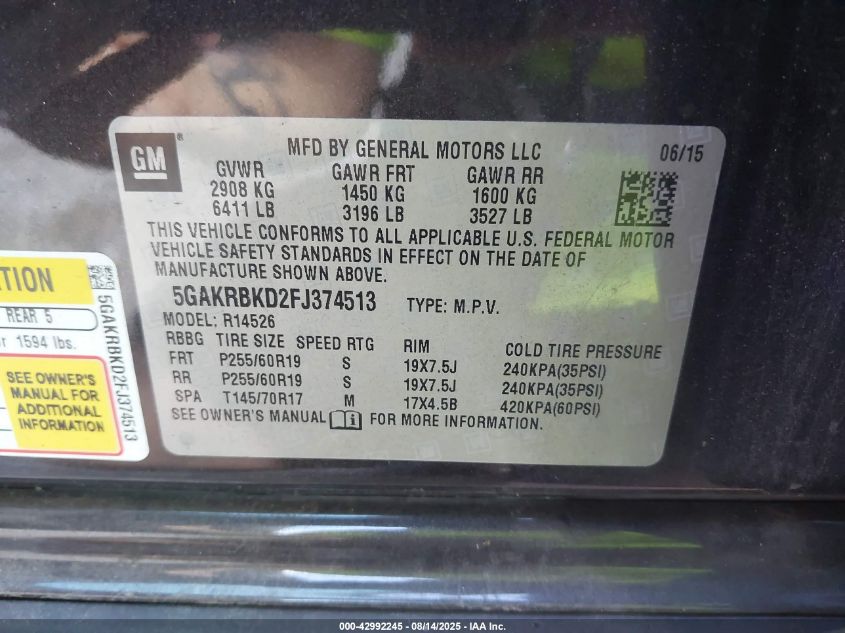 GM®
MFD BY GENERAL MOTORS LLC 06/15
GVWR GAWR FRT GAWR RR
2908 KG 1450 KG 1600 KG
6411 LB 3196 LB 3527 LB
THIS VEHICLE CONFORMS TO ALL APPLICABLE U.S. FEDERAL MOTOR
VEHICLE SAFETY STANDARDS IN EFFECT ON THE DATE OF
MANUFACTURE SHOWN ABOVE.
5GAKRBKD2FJ374513 TYPE: M.P.V.
MODEL: R14526
RBBG TIRE SIZE SPEED RTG RIM COLD TIRE PRESSURE
FRT P255/60R19 S 19X7.5J 240KPA(35PSI)
RR P255/60R19 S 19X7.5J 240KPA(35PSI)
SPA T145/70R17 M 17X4.5B 420KPA(60PSI)
SEE OWNER'S MANUAL FOR MORE INFORMATION.
REAR 5
1594 lbs.
SEE OWNER'S
MANUAL FOR
ADDITIONAL
INFORMATION
5GAKRBKD2FJ374513
000-42992245 - 08/14/2025 - IAA Inc.